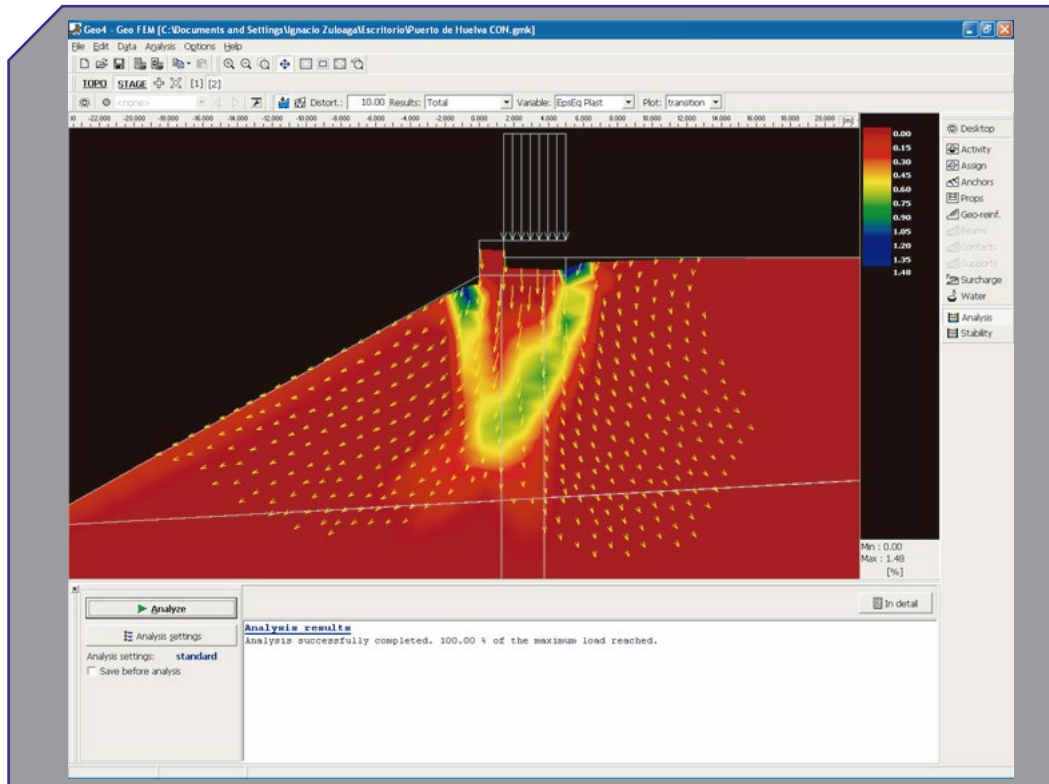 Geo4 - Geo FEM [C:\Documents and Settings\Ignacio Zuloaga\Escritorio\Puerto de Huelva CON.gmk]
File Edit Data Analysis Options Help
TOPO STAGE [1] [2]
<none> Distort.: 10.00 Results: Total Variable: EpsEq Plast Plot: transition
-22.000 -20.000 -18.000 -16.000 -14.000 -12.000 -10.000 -8.000 -6.000 -4.000 -2.000 0.000 2.000 4.000 6.000 8.000 10.000 12.000 14.000 16.000 18.000 20.000 [m]
0.00
0.15
0.30
0.45
0.60
0.75
0.90
1.05
1.20
1.35
1.48
Min : 0.00
Max : 1.48
[%]
Desktop
Activity
Assign
Anchors
Props
Geo-reinf.
Beams
Contacts
Supports
Surcharge
Water
Analysis
Stability
Analyze
Analysis settings
Analysis settings: standard
Save before analysis
In detail
Analysis results
Analysis successfully completed. 100.00 % of the maximum load reached.